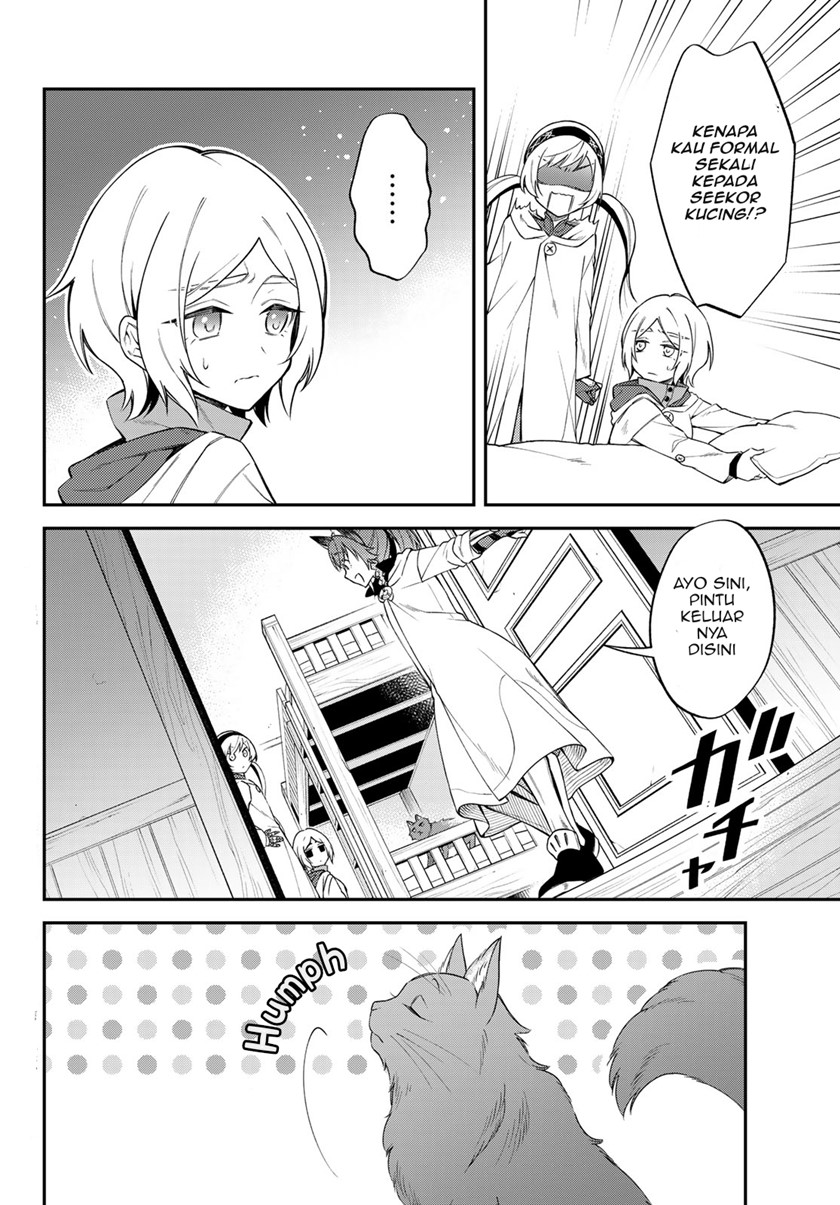 KENAPA
KAU FORMAL
SEKALI
KEPADA
SEEKOR
KUCING!?
......
AYO SINI,
PINTU
KELUAR
NYA
DISINI
ガチャ
Humph